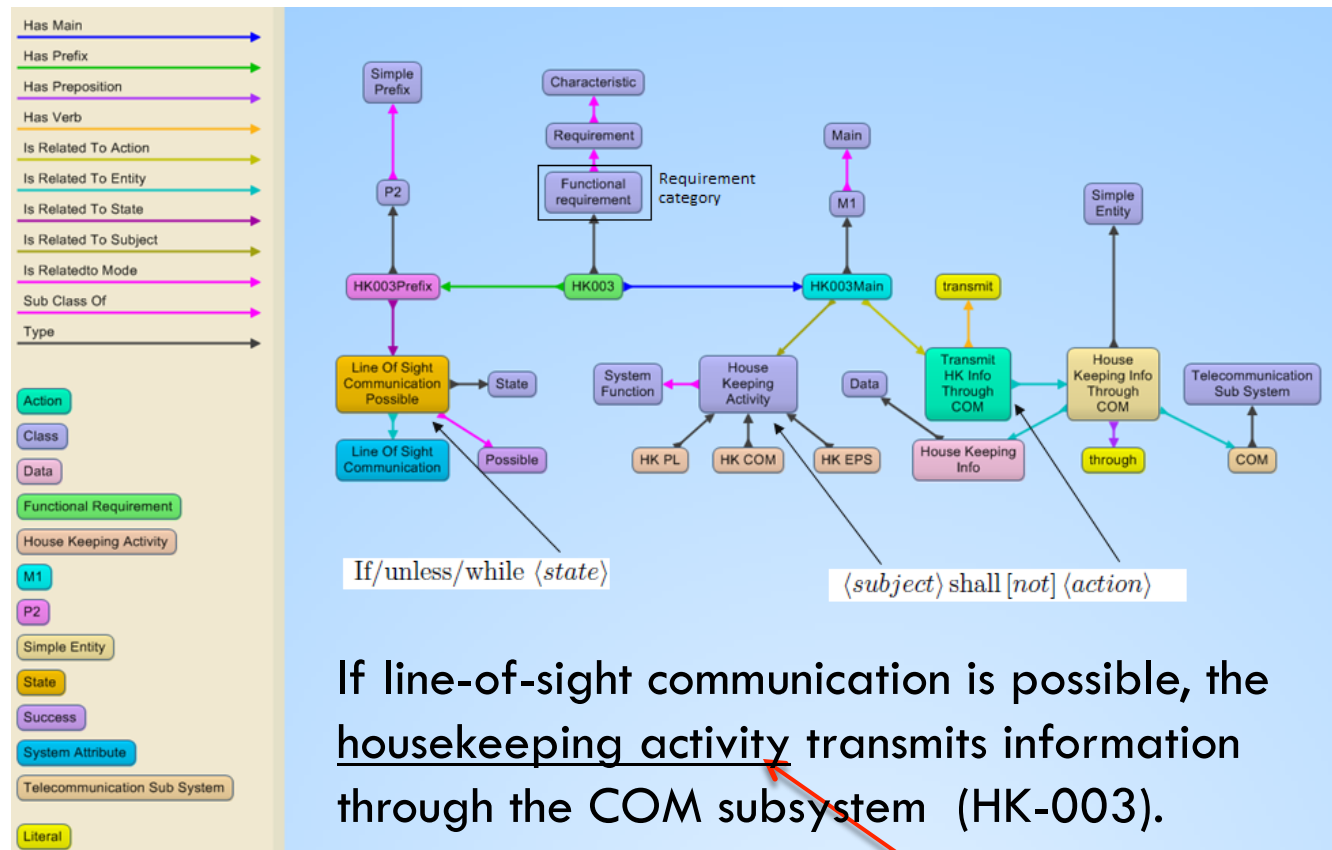 Has Main
Has Prefix
Has Preposition
Has Verb
Is Related To Action
Is Related To Entity
Is Related To State
Is Related To Subject
Is Relatedto Mode
Sub Class Of
Type
Action
Class
Data
Functional Requirement
House Keeping Activity
M1
P2
Simple Entity
State
Success
System Attribute
Telecommunication Sub System
Literal
Simple
Prefix
Characteristic
Requirement
Main
Functional
requirement
Requirement
category
P2
M1
Simple
Entity
HK003Prefix
HK003
HK003Main
transmit
Line Of Sight
Communication
Possible
State
System
Function
House
Keeping
Activity
Data
Transmit
HK Info
Through
COM
House
Keeping Info
Through
COM
Telecommunication
Sub System
Line Of Sight
Communication
Possible
HK PL
HK COM
HK EPS
House Keeping
Info
through
COM
If/unless/while ⟨state⟩
⟨subject⟩ shall [not] ⟨action⟩
If line-of-sight communication is possible, the
housekeeping activity transmits information
through the COM subsystem (HK-003).